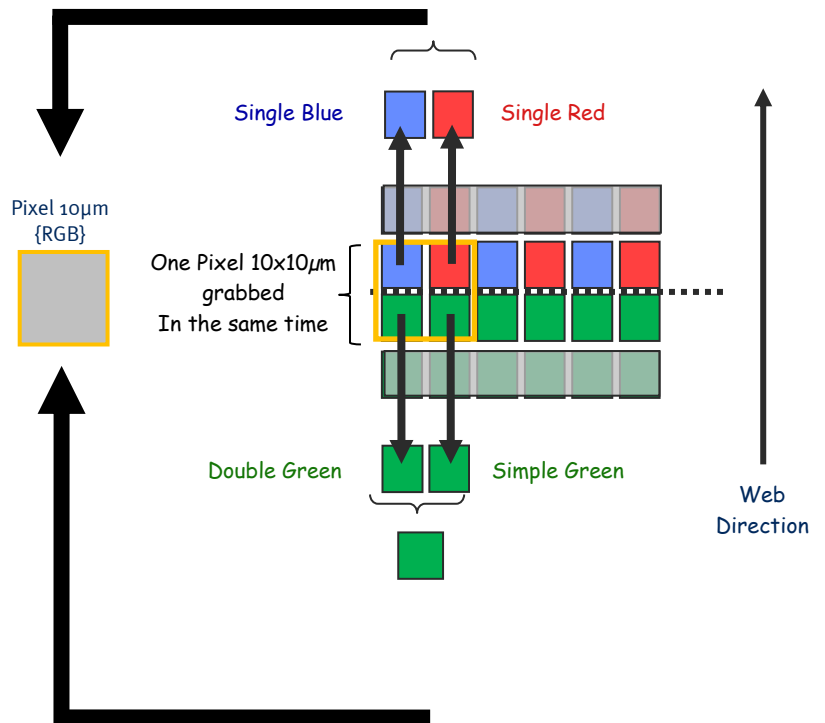 Single Blue
Single Red
Pixel 10µm
{RGB}
One Pixel 10x10µm
grabbed
In the same time
Double Green
Simple Green
Web
Direction